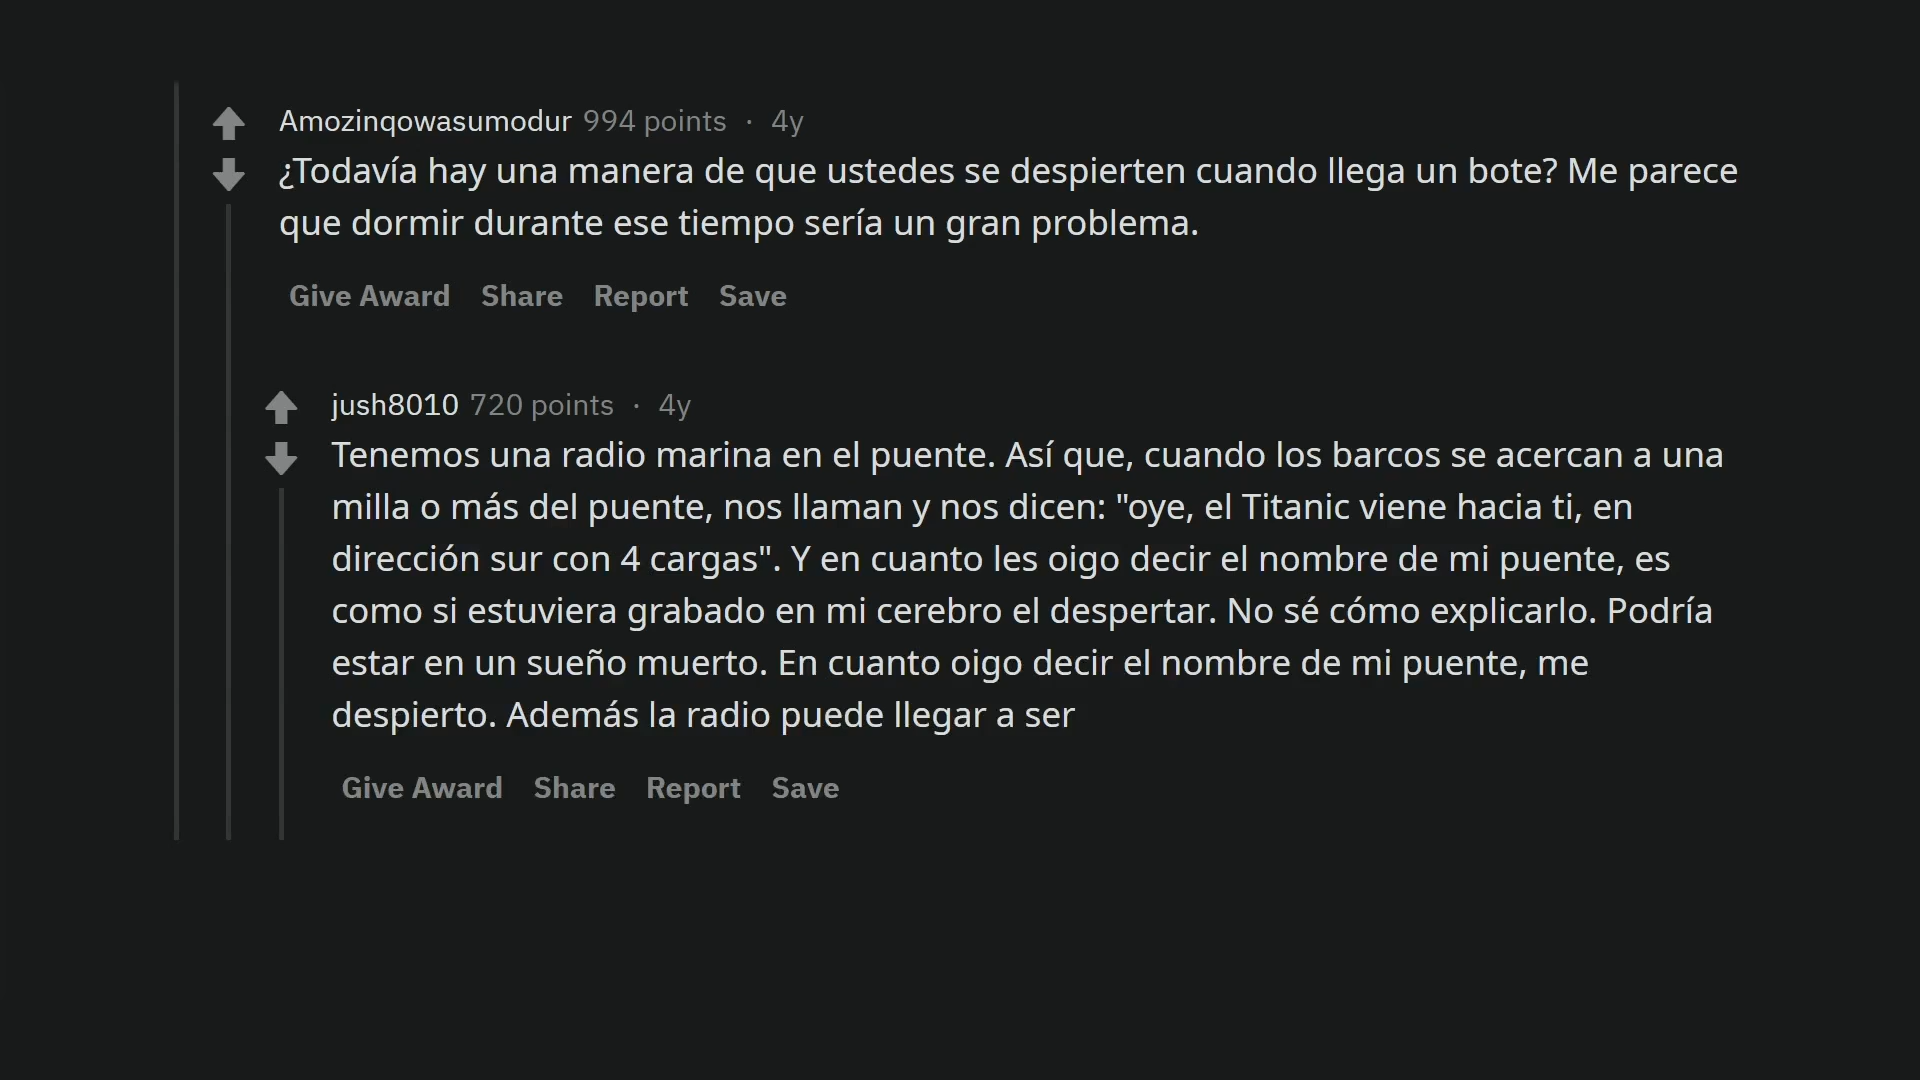 Amozinqowasumodur 994 points · 4y
¿Todavía hay una manera de que ustedes se despierten cuando llega un bote? Me parece
que dormir durante ese tiempo sería un gran problema.
Give Award Share Report Save
jush8010 720 points · 4y
Tenemos una radio marina en el puente. Así que, cuando los barcos se acercan a una
milla o más del puente, nos llaman y nos dicen: "oye, el Titanic viene hacia ti, en
dirección sur con 4 cargas". Y en cuanto les oigo decir el nombre de mi puente, es
como si estuviera grabado en mi cerebro el despertar. No sé cómo explicarlo. Podría
estar en un sueño muerto. En cuanto oigo decir el nombre de mi puente, me
despierto. Además la radio puede llegar a ser
Give Award Share Report Save